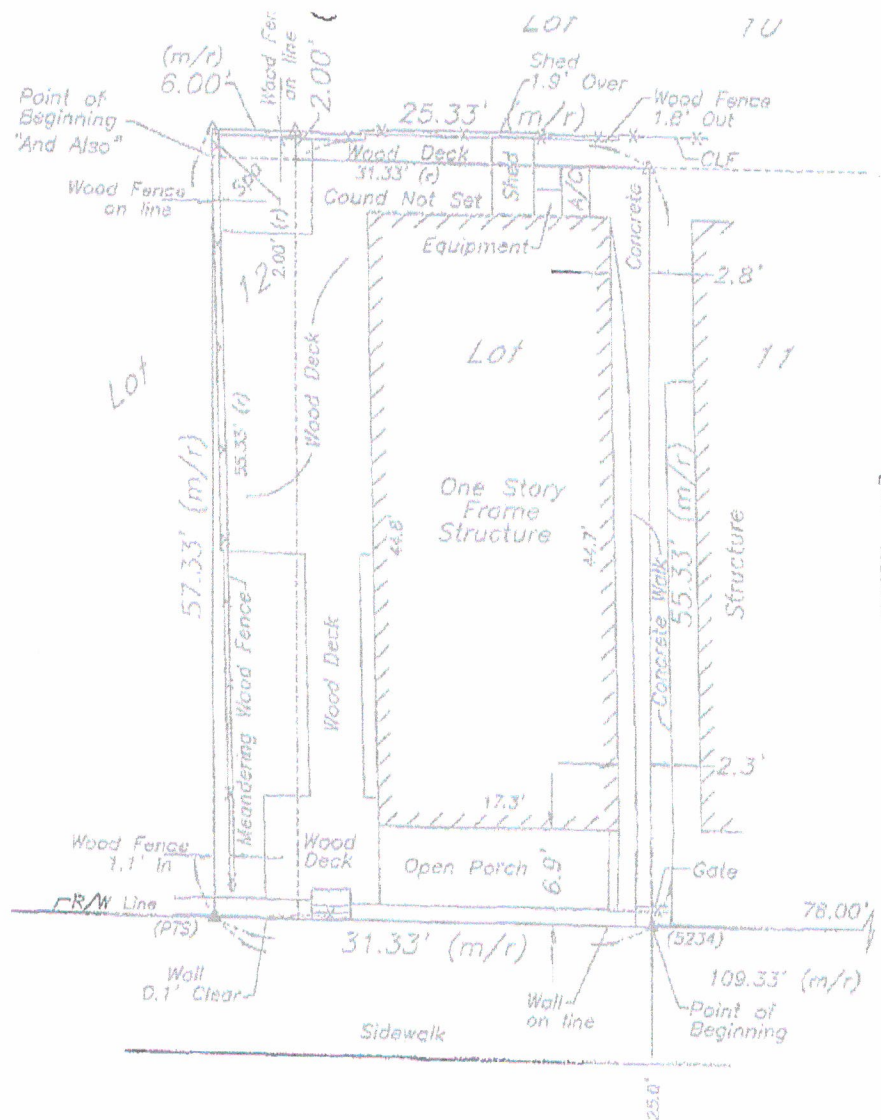 Lot 10
(m/r)
6.00'
Wood Fen.
on line
2.00'
Shed
1.9' Over
25.33' (m/r)
Wood Fence
1.8' Out
CLF
Point of
Beginning
"And Also"
Wood Fence
on line
Wood Deck
31.33' (r)
Cound Not Set
Shed
A/C
Equipment
Concrete
2.00' (r)
12
Lot
Wood Deck
55.33' (r)
57.33' (m/r)
Lot
11
2.8'
One Story
Frame
Structure
44.8'
44.7'
Concrete Walk
55.33' (m/r)
Structure
Meandering Wood Fence
Wood Deck
2.3'
17.3'
Wood Fence
1.1' In
Wood
Deck
Open Porch
6.9'
Gate
R/W Line
(PTS)
31.33' (m/r)
(5234)
78.00'
109.33' (m/r)
Wall
0.1' Clear
Wall
on line
Point of
Beginning
Sidewalk
25.0'